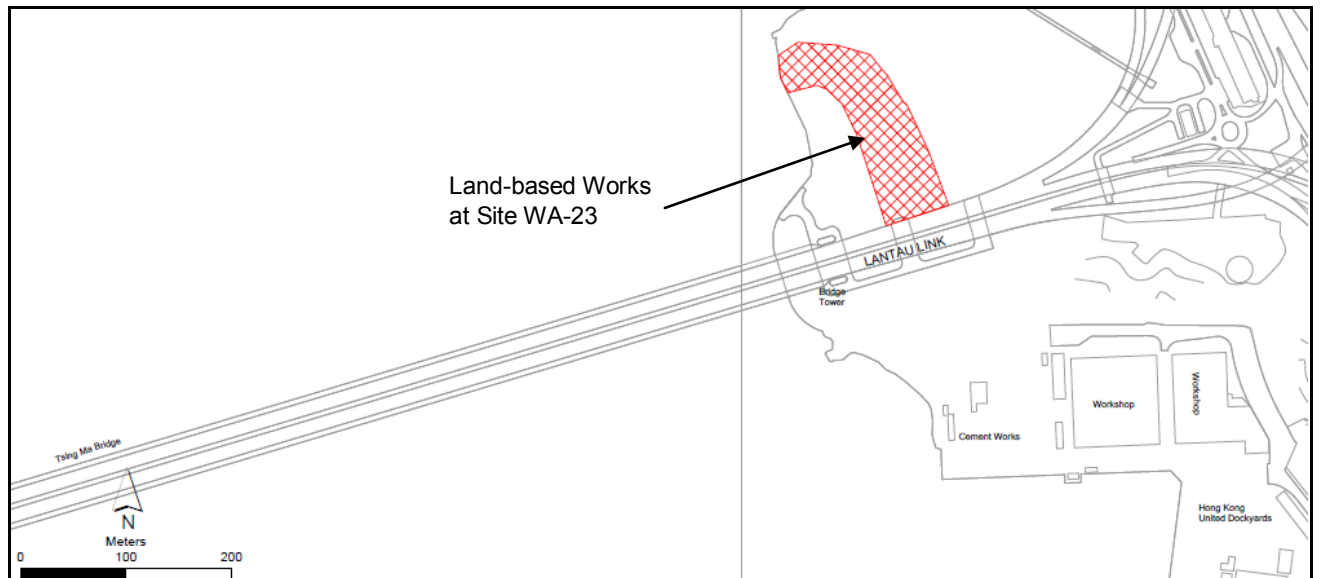 Land-based Works
at Site WA-23
LANTAU LINK
Bridge
Tower
Workshop
Workshop
Cement Works
Tsing Ma Bridge
N
Meters
0 100 200
Hong Kong
United Dockyards